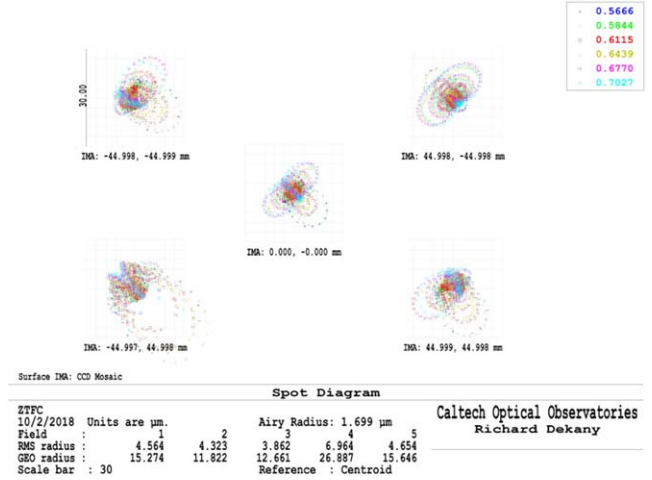 0.5666
0.5844
0.6115
0.6439
0.6770
0.7027
30.00
IMA: -44.998, -44.999 mm
IMA: 44.998, -44.998 mm
IMA: 0.000, -0.000 mm
IMA: -44.997, 44.998 mm
IMA: 44.999, 44.998 mm
Surface IMA: CCD Mosaic
Spot Diagram
ZTFC
10/2/2018 Units are µm. Airy Radius: 1.699 µm
Field : 1 2 3 4 5
RMS radius : 4.564 4.323 3.862 6.964 4.654
GEO radius : 15.274 11.822 12.661 26.887 15.646
Scale bar : 30 Reference : Centroid
Caltech Optical Observatories
Richard Dekany